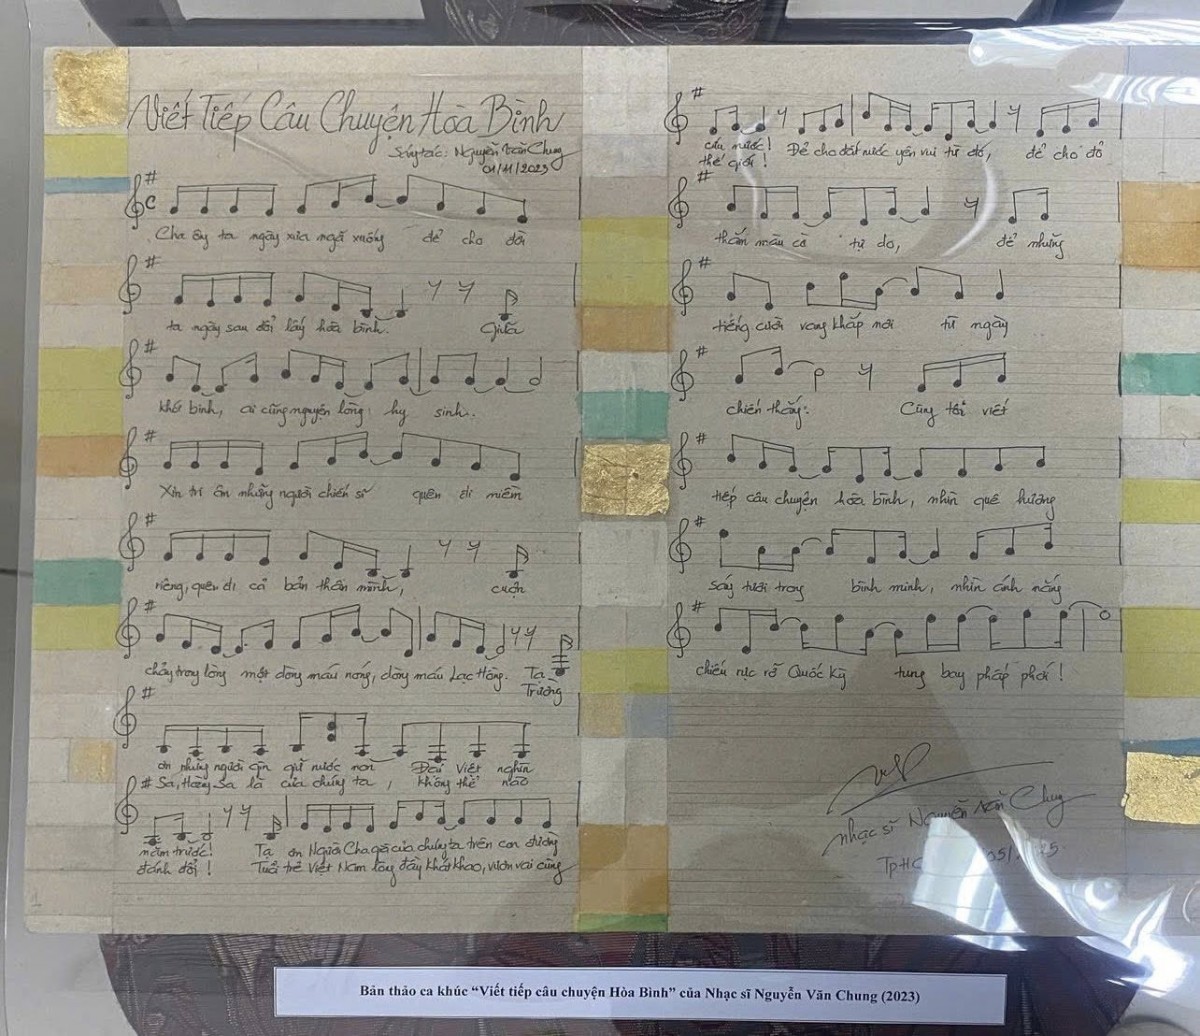 Viết Tiếp Câu Chuyện Hòa Bình
Sáng tác: Nguyễn Văn Chung
01/11/2023
Cha ông ta ngày xưa ngã xuống để cho đời
ta ngày sau đổi lấy hòa bình. Giữa
khói binh, ai cũng nguyện lòng hy sinh.
Xin tri ân những người chiến sĩ quên đi niềm
riêng, quên đi cả bản thân mình, cuộn
chảy trong lòng một dòng máu nóng, dòng máu Lạc Hồng. Tạ
Trường
ơn những người gìn giữ nước non Đại Việt nghìn
Sa, Hoàng Sa là của chúng ta, không thể nào
năm trước! Tạ ơn Người Cha già của chúng ta trên con đường
đánh đổi! Tuổi trẻ Việt Nam lòng đầy khát khao, vươn vai cùng
cứu nước! Để cho đất nước yên vui từ đó, để cho đỏ
thế giới!
thắm màu cờ tự do, để những
tiếng cười vang khắp nơi từ ngày
chiến thắng. Cùng tôi viết
tiếp câu chuyện hòa bình, nhìn quê hương
sáng tươi trong bình minh, nhìn ánh nắng
chiếu rực rỡ Quốc Kỳ tung bay phấp phới!
nhạc sĩ Nguyễn Văn Chung
Bản thảo ca khúc “Viết tiếp câu chuyện Hòa Bình” của Nhạc sĩ Nguyễn Văn Chung (2023)